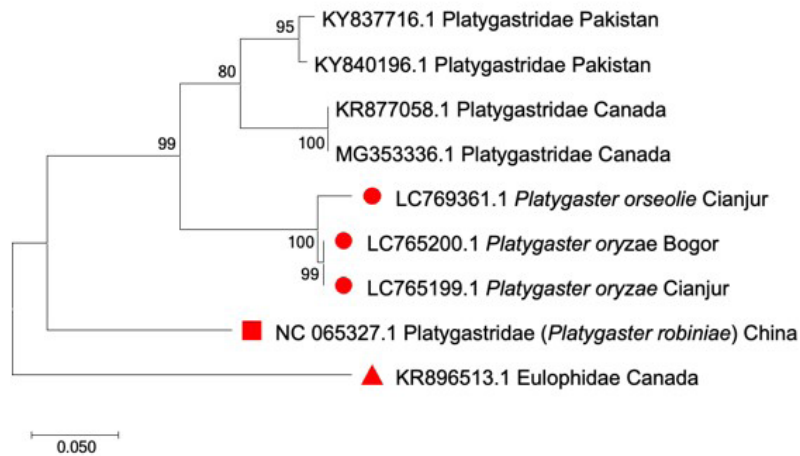 KY837716.1 Platygastridae Pakistan
95
KY840196.1 Platygastridae Pakistan
80
KR877058.1 Platygastridae Canada
99
100
MG353336.1 Platygastridae Canada
LC769361.1 Platygaster orseolie Cianjur
100
LC765200.1 Platygaster oryzae Bogor
99
LC765199.1 Platygaster oryzae Cianjur
NC 065327.1 Platygastridae (Platygaster robiniae) China
KR896513.1 Eulophidae Canada
0.050